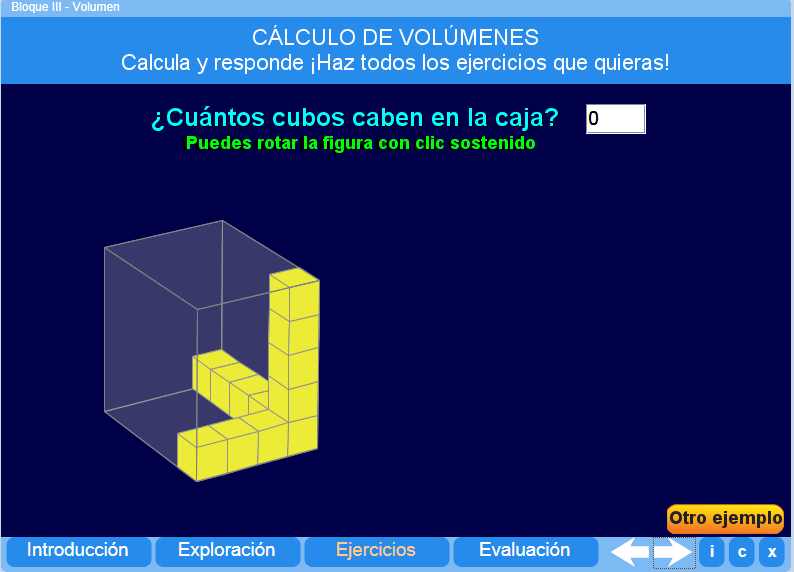 Bloque III - Volumen
CÁLCULO DE VOLÚMENES
Calcula y responde ¡Haz todos los ejercicios que quieras!
¿Cuántos cubos caben en la caja? 0
Puedes rotar la figura con clic sostenido
Otro ejemplo
Introducción Exploración Ejercicios Evaluación i c x